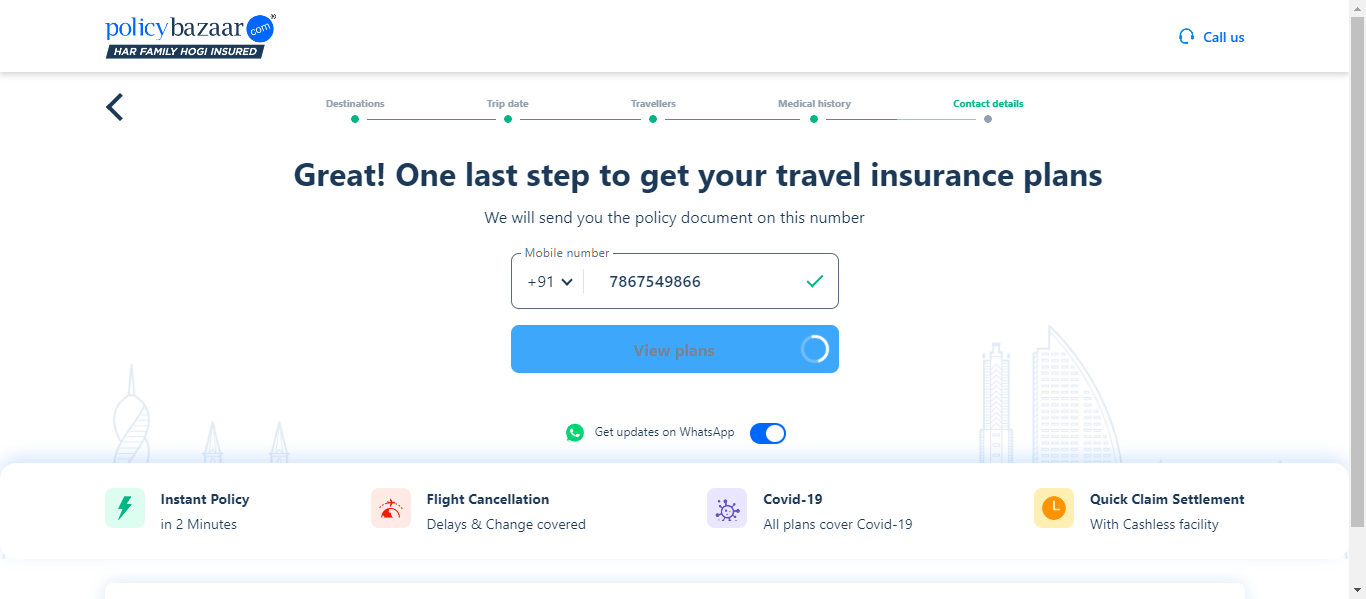 policybazaar.com®
HAR FAMILY HOGI INSURED
Call us
Destinations
Trip date
Travellers
Medical history
Contact details
Great! One last step to get your travel insurance plans
We will send you the policy document on this number
Mobile number
+91
7867549866
View plans
Get updates on WhatsApp
Instant Policy
in 2 Minutes
Flight Cancellation
Delays & Change covered
Covid-19
All plans cover Covid-19
Quick Claim Settlement
With Cashless facility